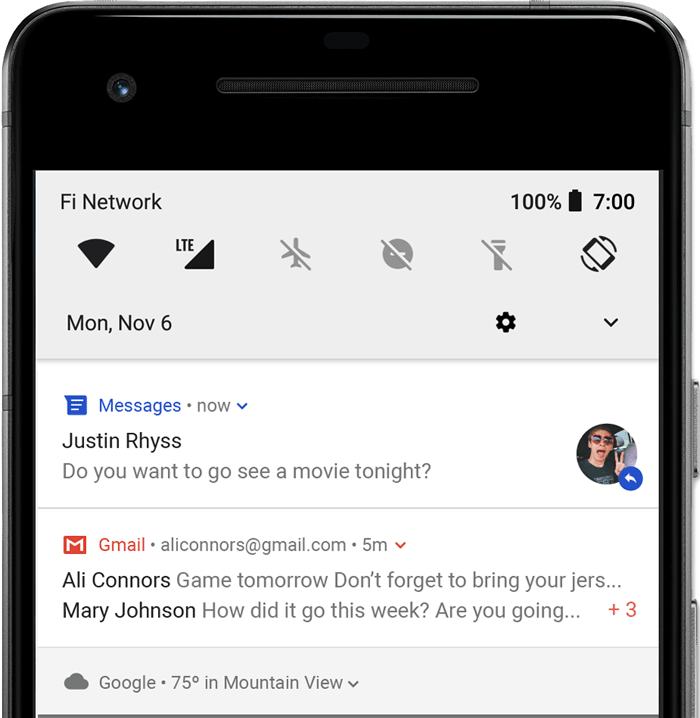 Fi Network 100% 7:00
LTE
Mon, Nov 6
Messages • now
Justin Rhyss
Do you want to go see a movie tonight?
Gmail • aliconnors@gmail.com • 5m
Ali Connors Game tomorrow Don’t forget to bring your jers...
Mary Johnson How did it go this week? Are you going... + 3
Google • 75º in Mountain View